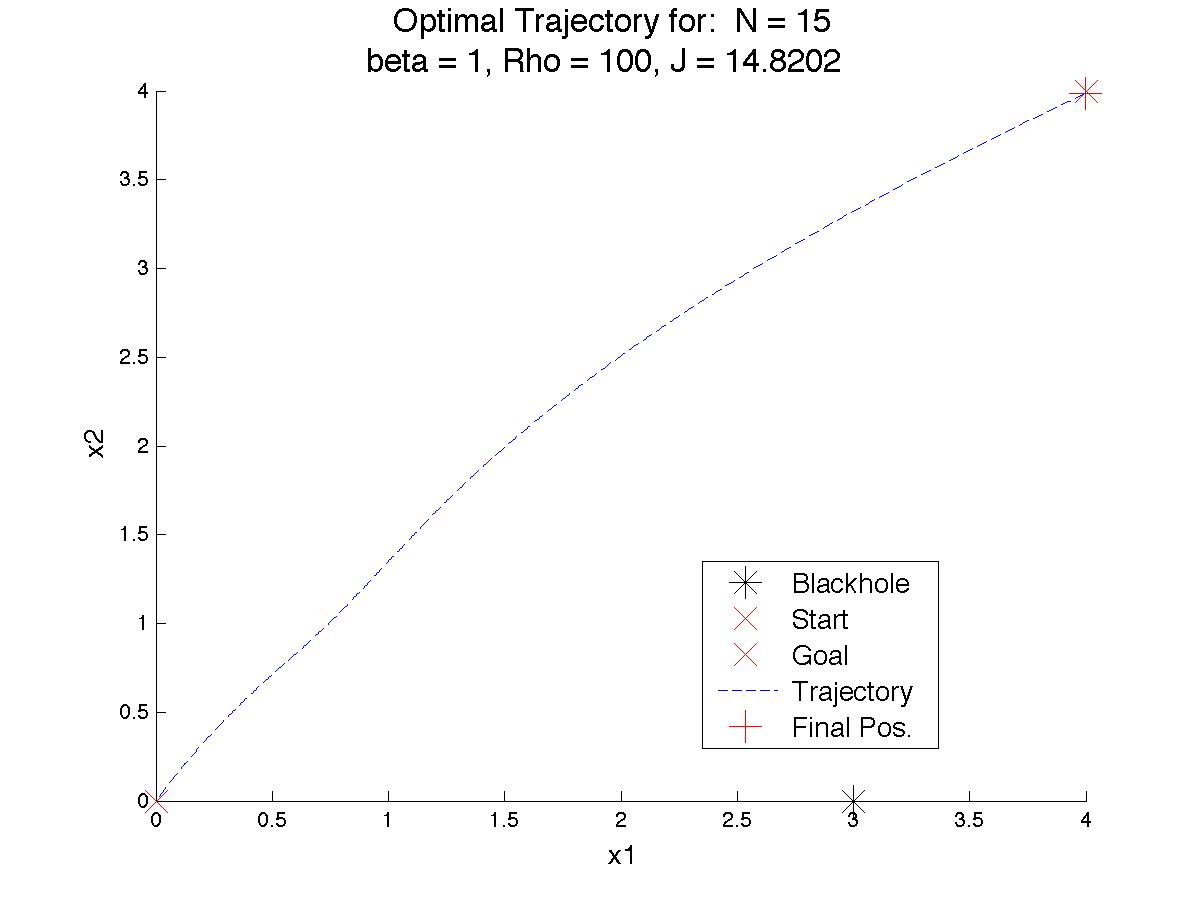 Optimal Trajectory for:  N = 15
beta = 1, Rho = 100, J = 14.8202
4
3.5
3
2.5
2
1.5
1
0.5
0
x2
Blackhole
Start
Goal
Trajectory
Final Pos.
0 0.5 1 1.5 2 2.5 3 3.5 4
x1